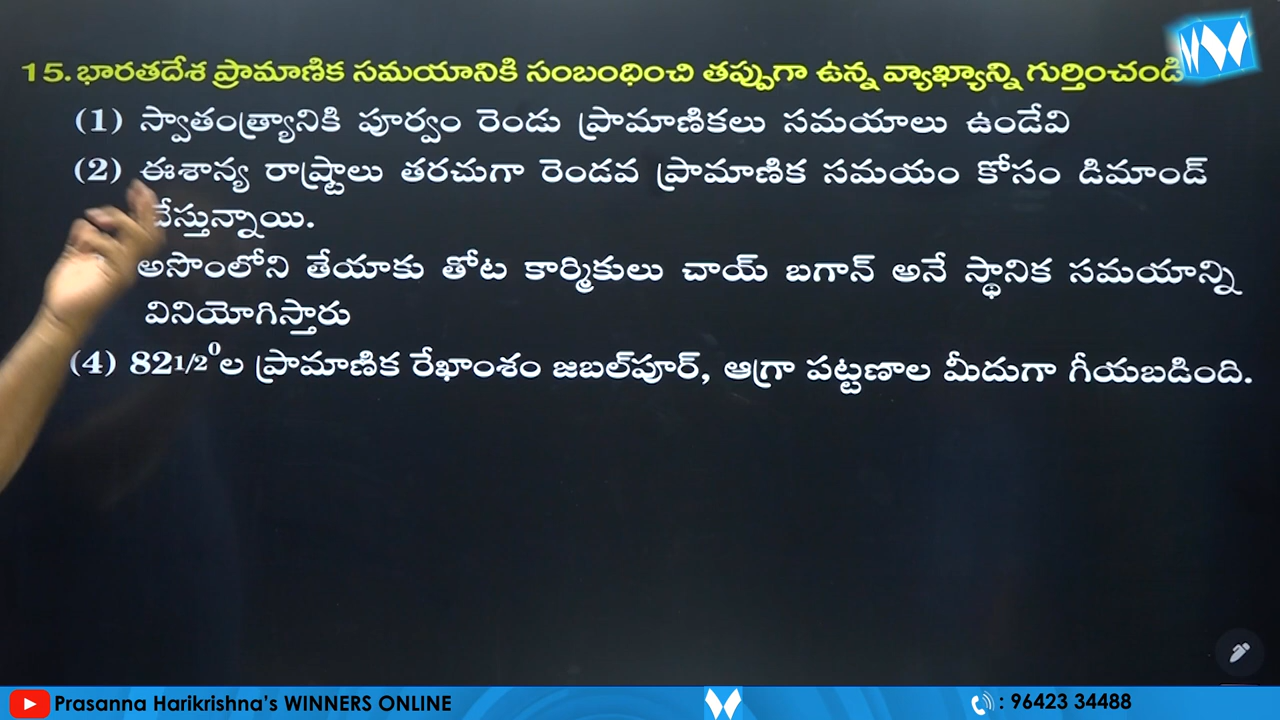 15. భారతదేశ ప్రామాణిక సమయానికి సంబంధించి తప్పుగా ఉన్న వ్యాఖ్యాన్ని గుర్తించండి
(1) స్వాతంత్ర్యానికి పూర్వం రెండు ప్రామాణికలు సమయాలు ఉండేవి
(2) ఈశాన్య రాష్ట్రాలు తరచుగా రెండవ ప్రామాణిక సమయం కోసం డిమాండ్
చేస్తున్నాయి.
అసాంలోని తేయాకు తోట కార్మికులు చాయ్ బగాన్ అనే స్థానిక సమయాన్ని
వినియోగిస్తారు
(4) 82 1/2⁰ల ప్రామాణిక రేఖాంశం జబల్‌పూర్, ఆగ్రా పట్టణాల మీదుగా గీయబడింది.
Prasanna Harikrishna's WINNERS ONLINE
: 96423 34488